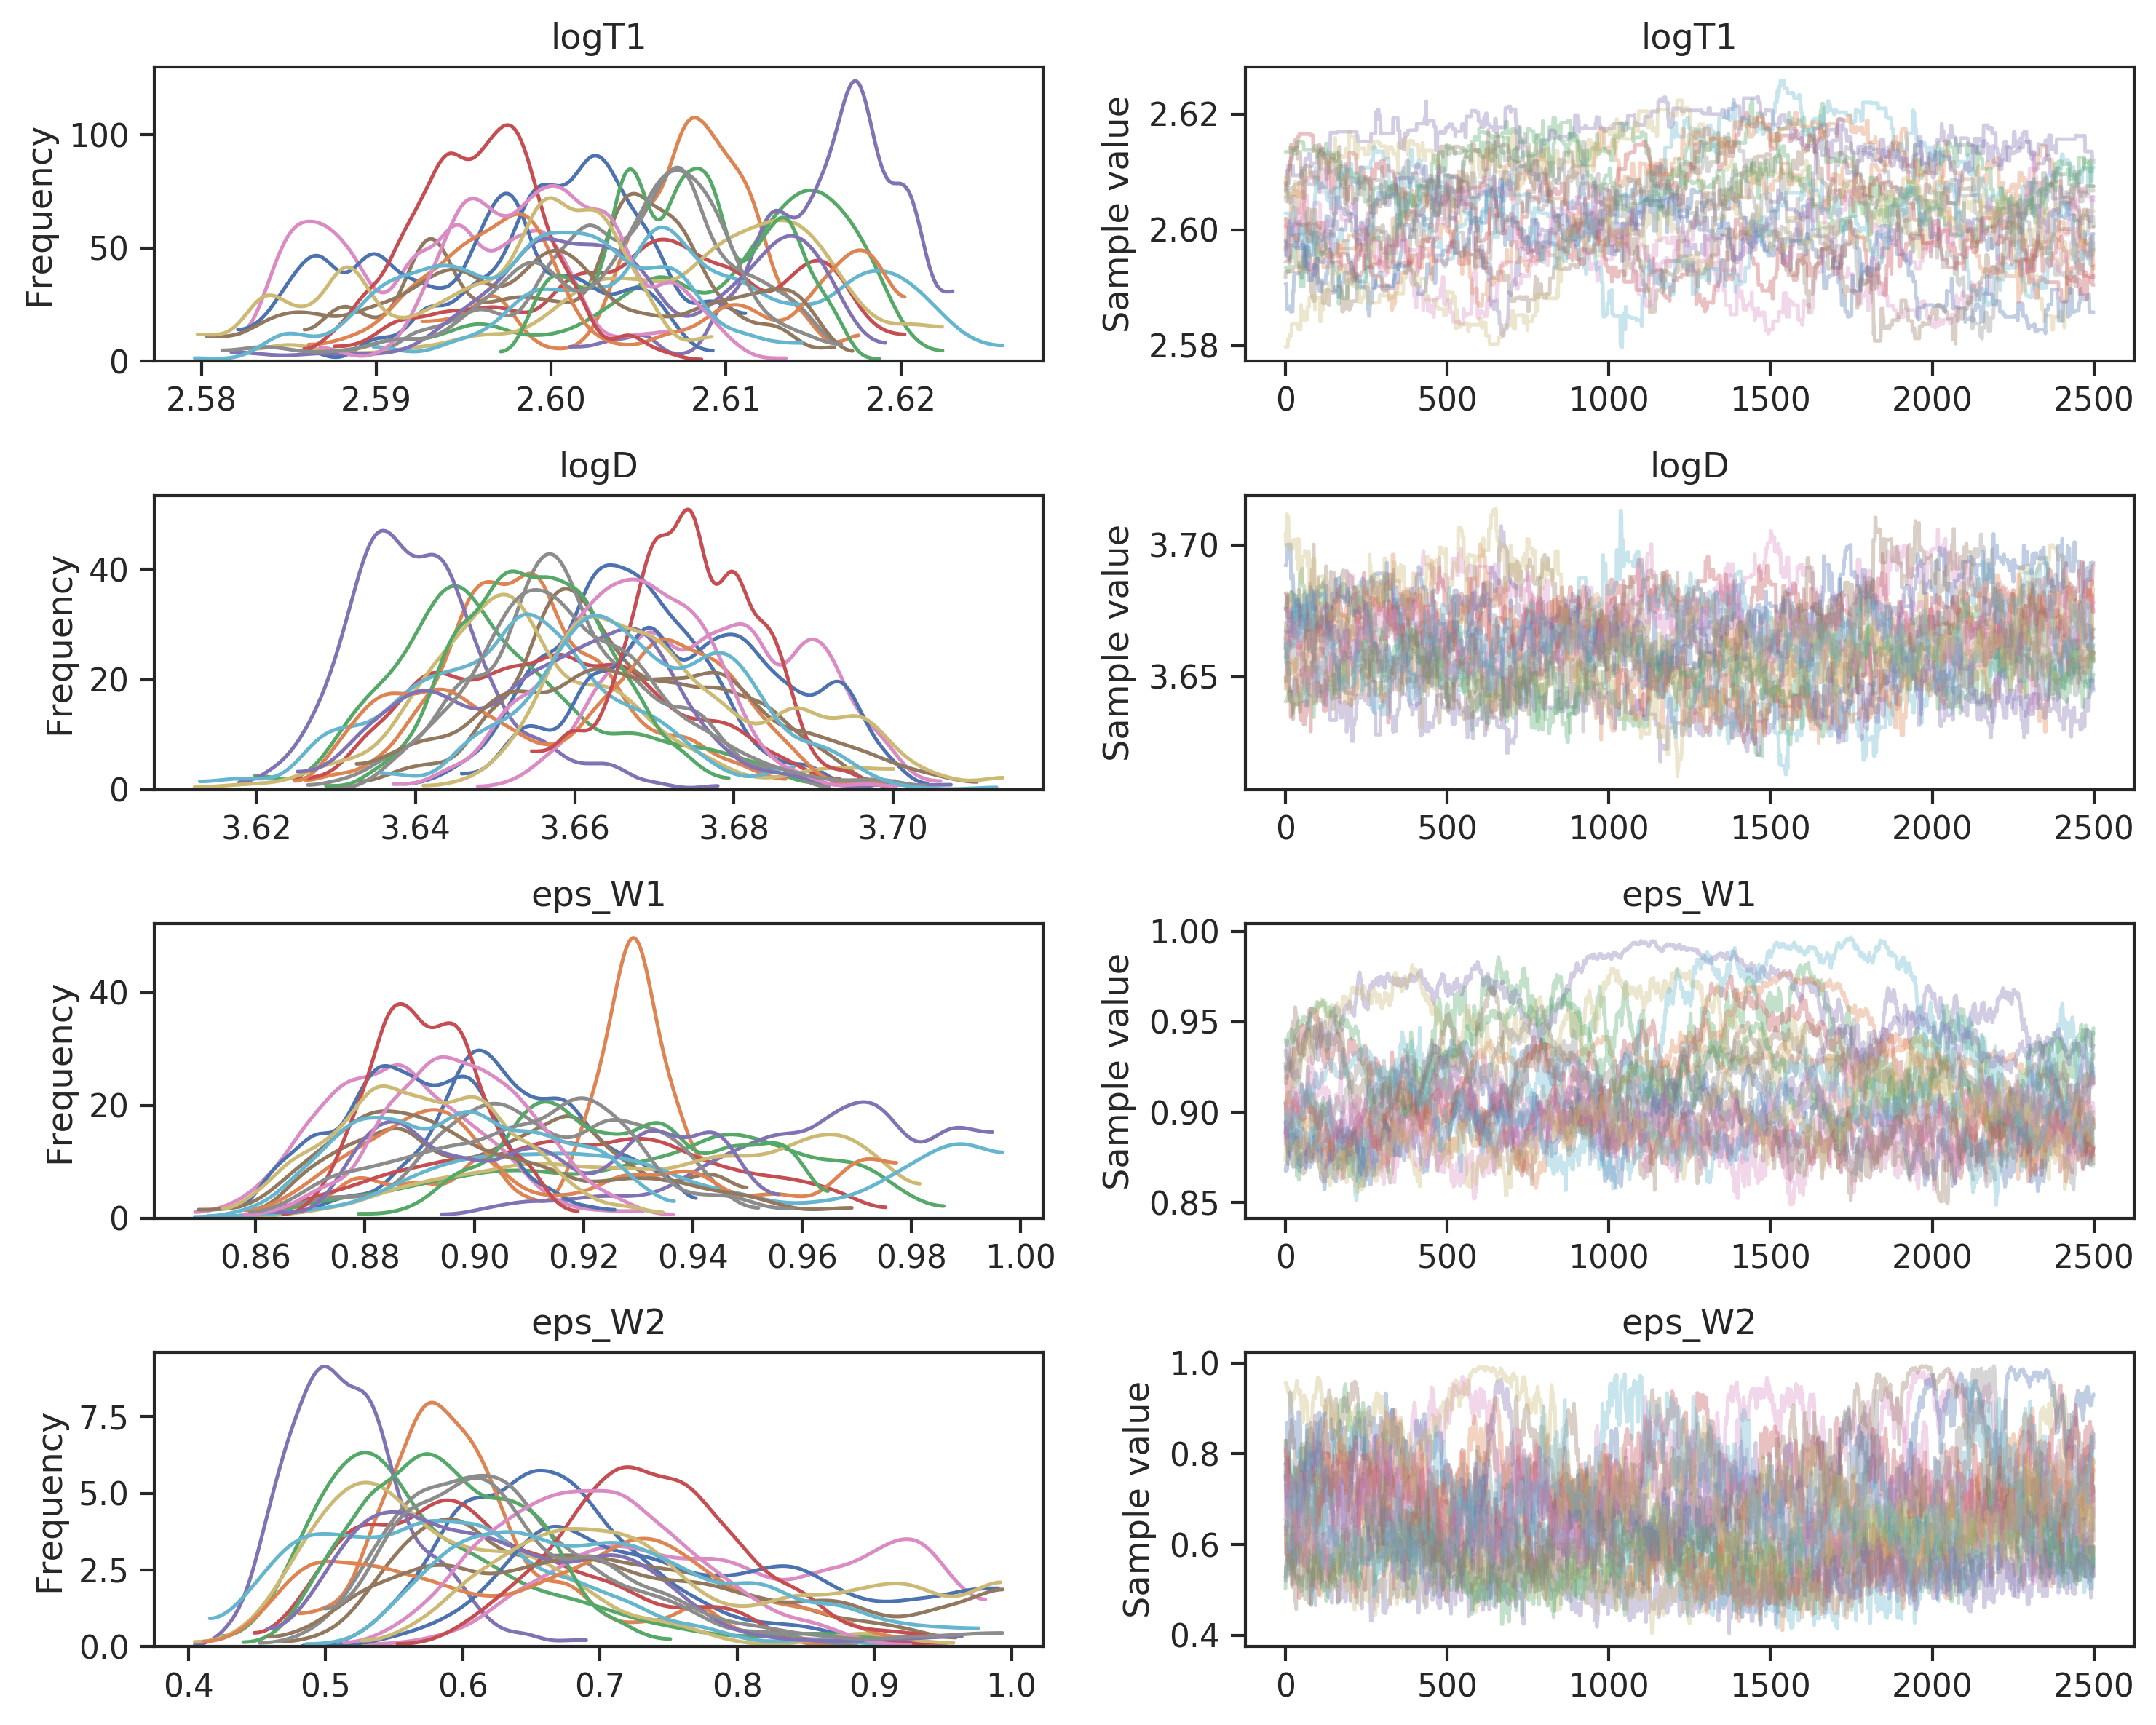 logT1
Frequency
100
50
0
2.58 2.59 2.60 2.61 2.62
logT1
Sample value
2.62
2.60
2.58
0 500 1000 1500 2000 2500
logD
Frequency
40
20
0
3.62 3.64 3.66 3.68 3.70
logD
Sample value
3.70
3.65
0 500 1000 1500 2000 2500
eps_W1
Frequency
40
20
0
0.86 0.88 0.90 0.92 0.94 0.96 0.98 1.00
eps_W1
Sample value
1.00
0.95
0.90
0.85
0 500 1000 1500 2000 2500
eps_W2
Frequency
7.5
5.0
2.5
0.0
0.4 0.5 0.6 0.7 0.8 0.9 1.0
eps_W2
Sample value
1.0
0.8
0.6
0.4
0 500 1000 1500 2000 2500